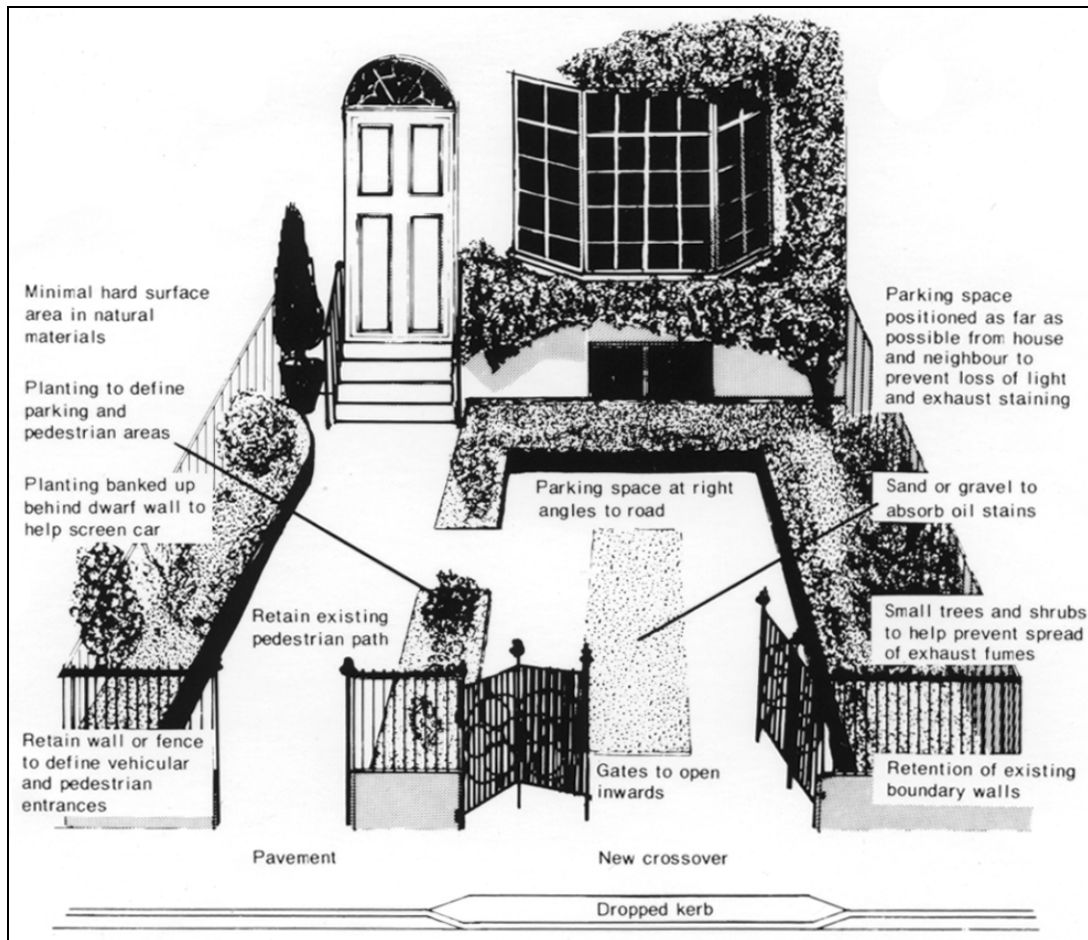 Minimal hard surface
area in natural
materials
Planting to define
parking and
pedestrian areas
Planting banked up
behind dwarf wall to
help screen car
Retain existing
pedestrian path
Retain wall or fence
to define vehicular
and pedestrian
entrances
Parking space at right
angles to road
Gates to open
inwards
Parking space
positioned as far as
possible from house
and neighbour to
prevent loss of light
and exhaust staining
Sand or gravel to
absorb oil stains
Small trees and shrubs
to help prevent spread
of exhaust fumes
Retention of existing
boundary walls
Pavement
New crossover
Dropped kerb